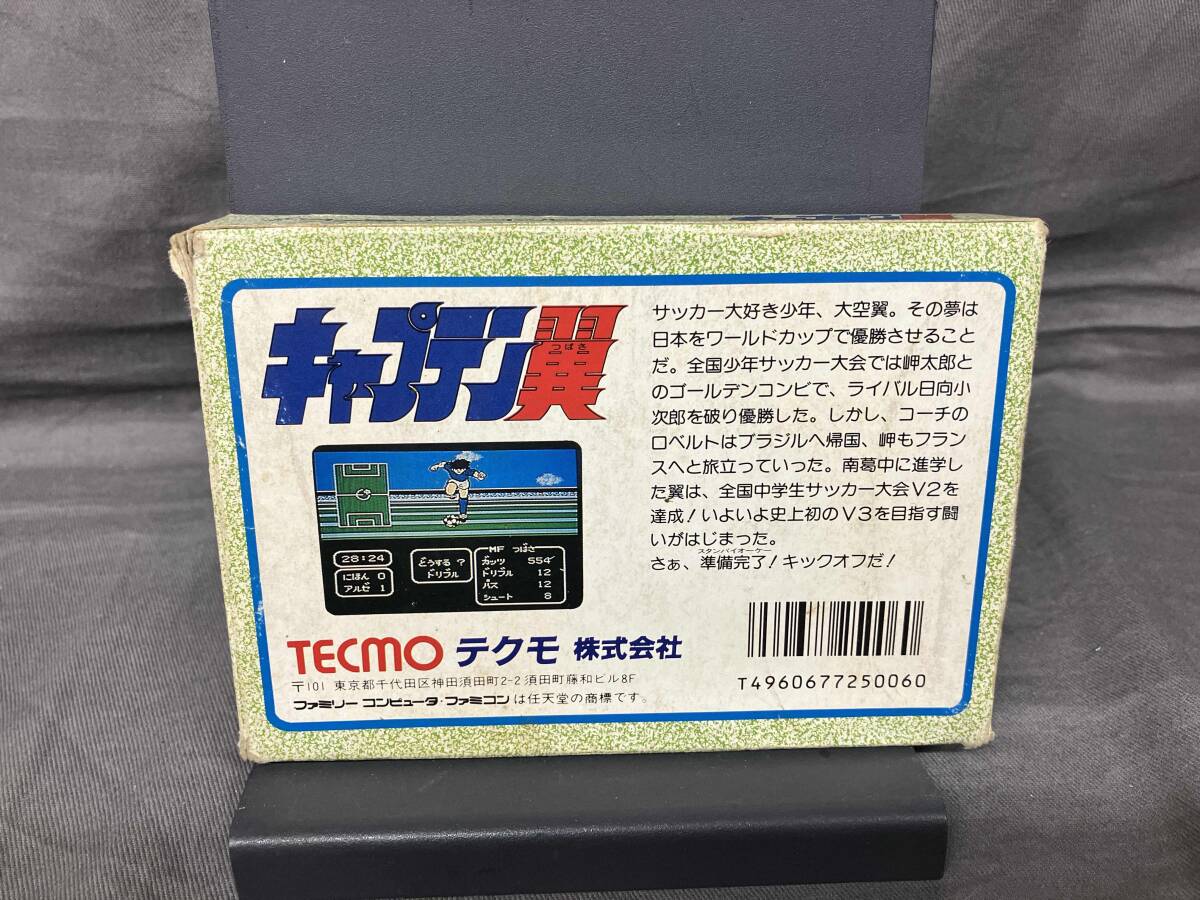 キャプテン翼
つばさ
サッカー大好き少年、大空翼。その夢は
日本をワールドカップで優勝させること
だ。全国少年サッカー大会では岬太郎と
のゴールデンコンビで、ライバル日向小
次郎を破り優勝した。しかし、コーチの
ロベルトはブラジルへ帰国、岬もフラン
スへと旅立っていった。南葛中に進学し
た翼は、全国中学生サッカー大会V2を
達成！いよいよ史上初のV3を目指す闘
いがはじまった。
スタンバイオーケー
さぁ、準備完了！キックオフだ！
28:24
にほん 0
アルゼ 1
どうする ?
ドリブル
MF つばさ
ガッツ 554
ドリブル 12
パス 12
シュート 8
TECMO テクモ 株式会社
〒101 東京都千代田区神田須田町2-2 須田町藤和ビル8F
ファミリーコンピュータ・ファミコンは任天堂の商標です。
T4960677250060